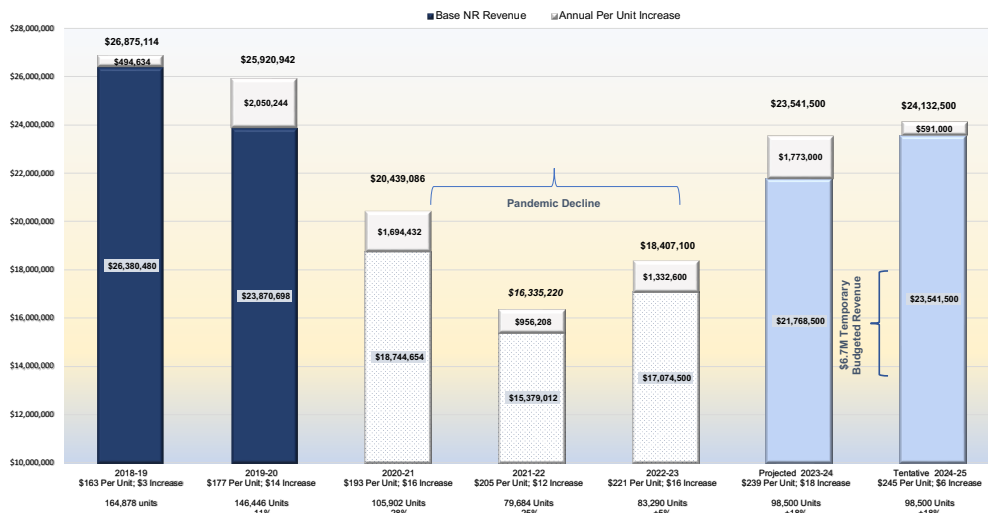 Base NR Revenue
Annual Per Unit Increase
$28,000,000
$26,000,000
$24,000,000
$22,000,000
$20,000,000
$18,000,000
$16,000,000
$14,000,000
$12,000,000
$10,000,000
$26,875,114
$494,634
$26,380,480
$25,920,942
$2,050,244
$23,870,698
$20,439,086
$1,694,432
$18,744,654
Pandemic Decline
$16,335,220
$956,208
$15,379,012
$18,407,100
$1,332,600
$17,074,500
$23,541,500
$1,773,000
$21,768,500
$6.7M Temporary
Budgeted Revenue
$24,132,500
$591,000
$23,541,500
2018-19
$163 Per Unit; $3 Increase
164,878 units
2019-20
$177 Per Unit; $14 Increase
146,446 Units
2020-21
$193 Per Unit; $16 Increase
105,902 Units
2021-22
$205 Per Unit; $12 Increase
79,684 Units
2022-23
$221 Per Unit; $16 Increase
83,290 Units
Projected 2023-24
$239 Per Unit; $18 Increase
98,500 Units
Tentative 2024-25
$245 Per Unit; $6 Increase
98,500 Units